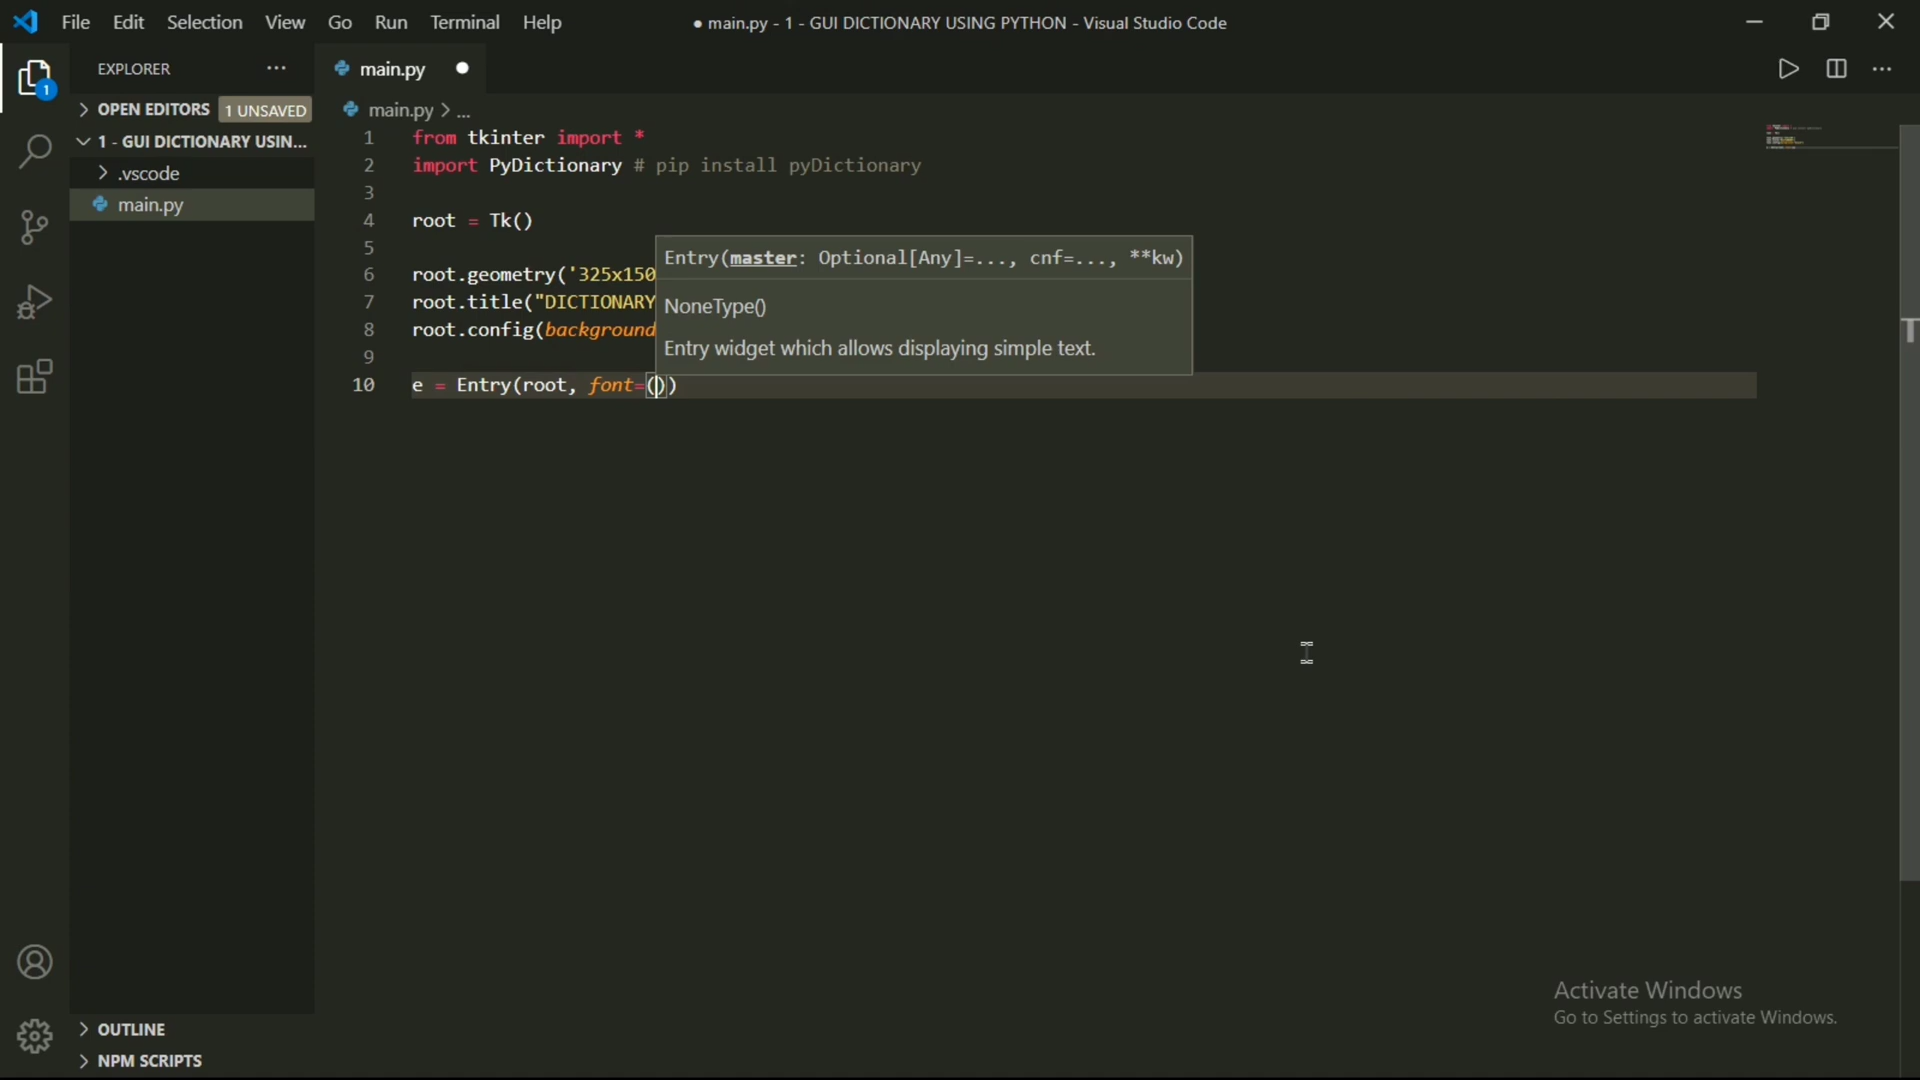 File Edit Selection View Go Run Terminal Help
● main.py - 1 - GUI DICTIONARY USING PYTHON - Visual Studio Code
EXPLORER
OPEN EDITORS 1 UNSAVED
1 - GUI DICTIONARY USIN...
.vscode
main.py
OUTLINE
NPM SCRIPTS
1
main.py
main.py > ...
1 from tkinter import *
2 import PyDictionary # pip install pyDictionary
3
4 root = Tk()
5
6 root.geometry('325x150
7 root.title("DICTIONARY
8 root.config(background
9
10 e = Entry(root, font=())
Entry(master: Optional[Any]=..., cnf=..., **kw)
NoneType()
Entry widget which allows displaying simple text.
Activate Windows
Go to Settings to activate Windows.